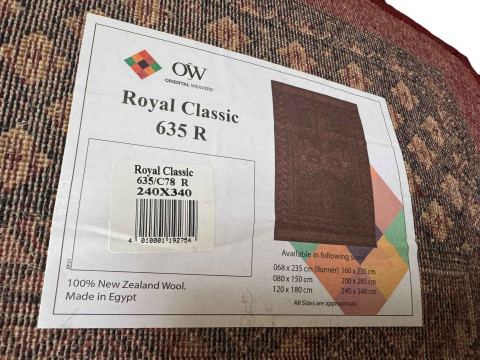 OW
ORIENTAL WEAVERS
Royal Classic
635 R
Royal Classic
635/C78 R
240X340
4 010001 192754
100% New Zealand Wool.
Made in Egypt
Available in following sizes
068 x 235 cm (Runner) 160 x 235 cm
080 x 150 cm 200 x 285 cm
120 x 180 cm 240 x 340 cm
All Sizes are approximate.